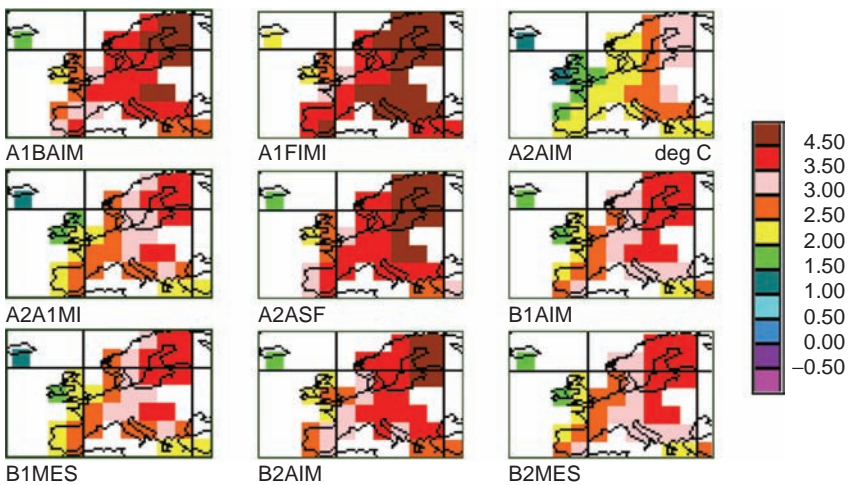 A1BAIM
A1FIMI
A2AIM
deg C
A2A1MI
A2ASF
B1AIM
B1MES
B2AIM
B2MES
4.50
3.50
3.00
2.50
2.00
1.50
1.00
0.50
0.00
–0.50